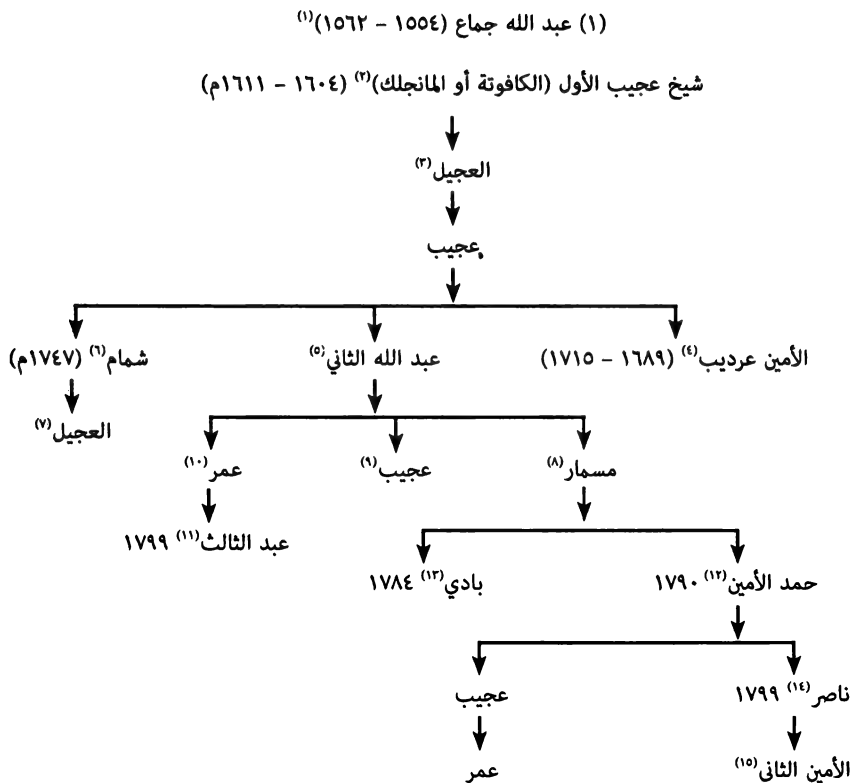 (١) عبد الله جماع (١٥٥٤ – ١٥٦٢)(١)
شيخ عجيب الأول (الكافوتة أو المانجلك)(٢) (١٦٠٤ – ١٦١١م)
العجيل(٣)
عجيب
الأمين عرديب(٤) (١٦٨٩ – ١٧١٥) عبد الله الثاني(٥) شمام(٦) (١٧٤٧م)
العجيل(٧)
مسمار(٨) عجيب(٩) عمر(١٠)
عبد الثالث(١١) ١٧٩٩
حمد الأمين(١٢) ١٧٩٠ بادي(١٣) ١٧٨٤
ناصر(١٤) ١٧٩٩ عجيب
الأمين الثاني(١٥) عمر